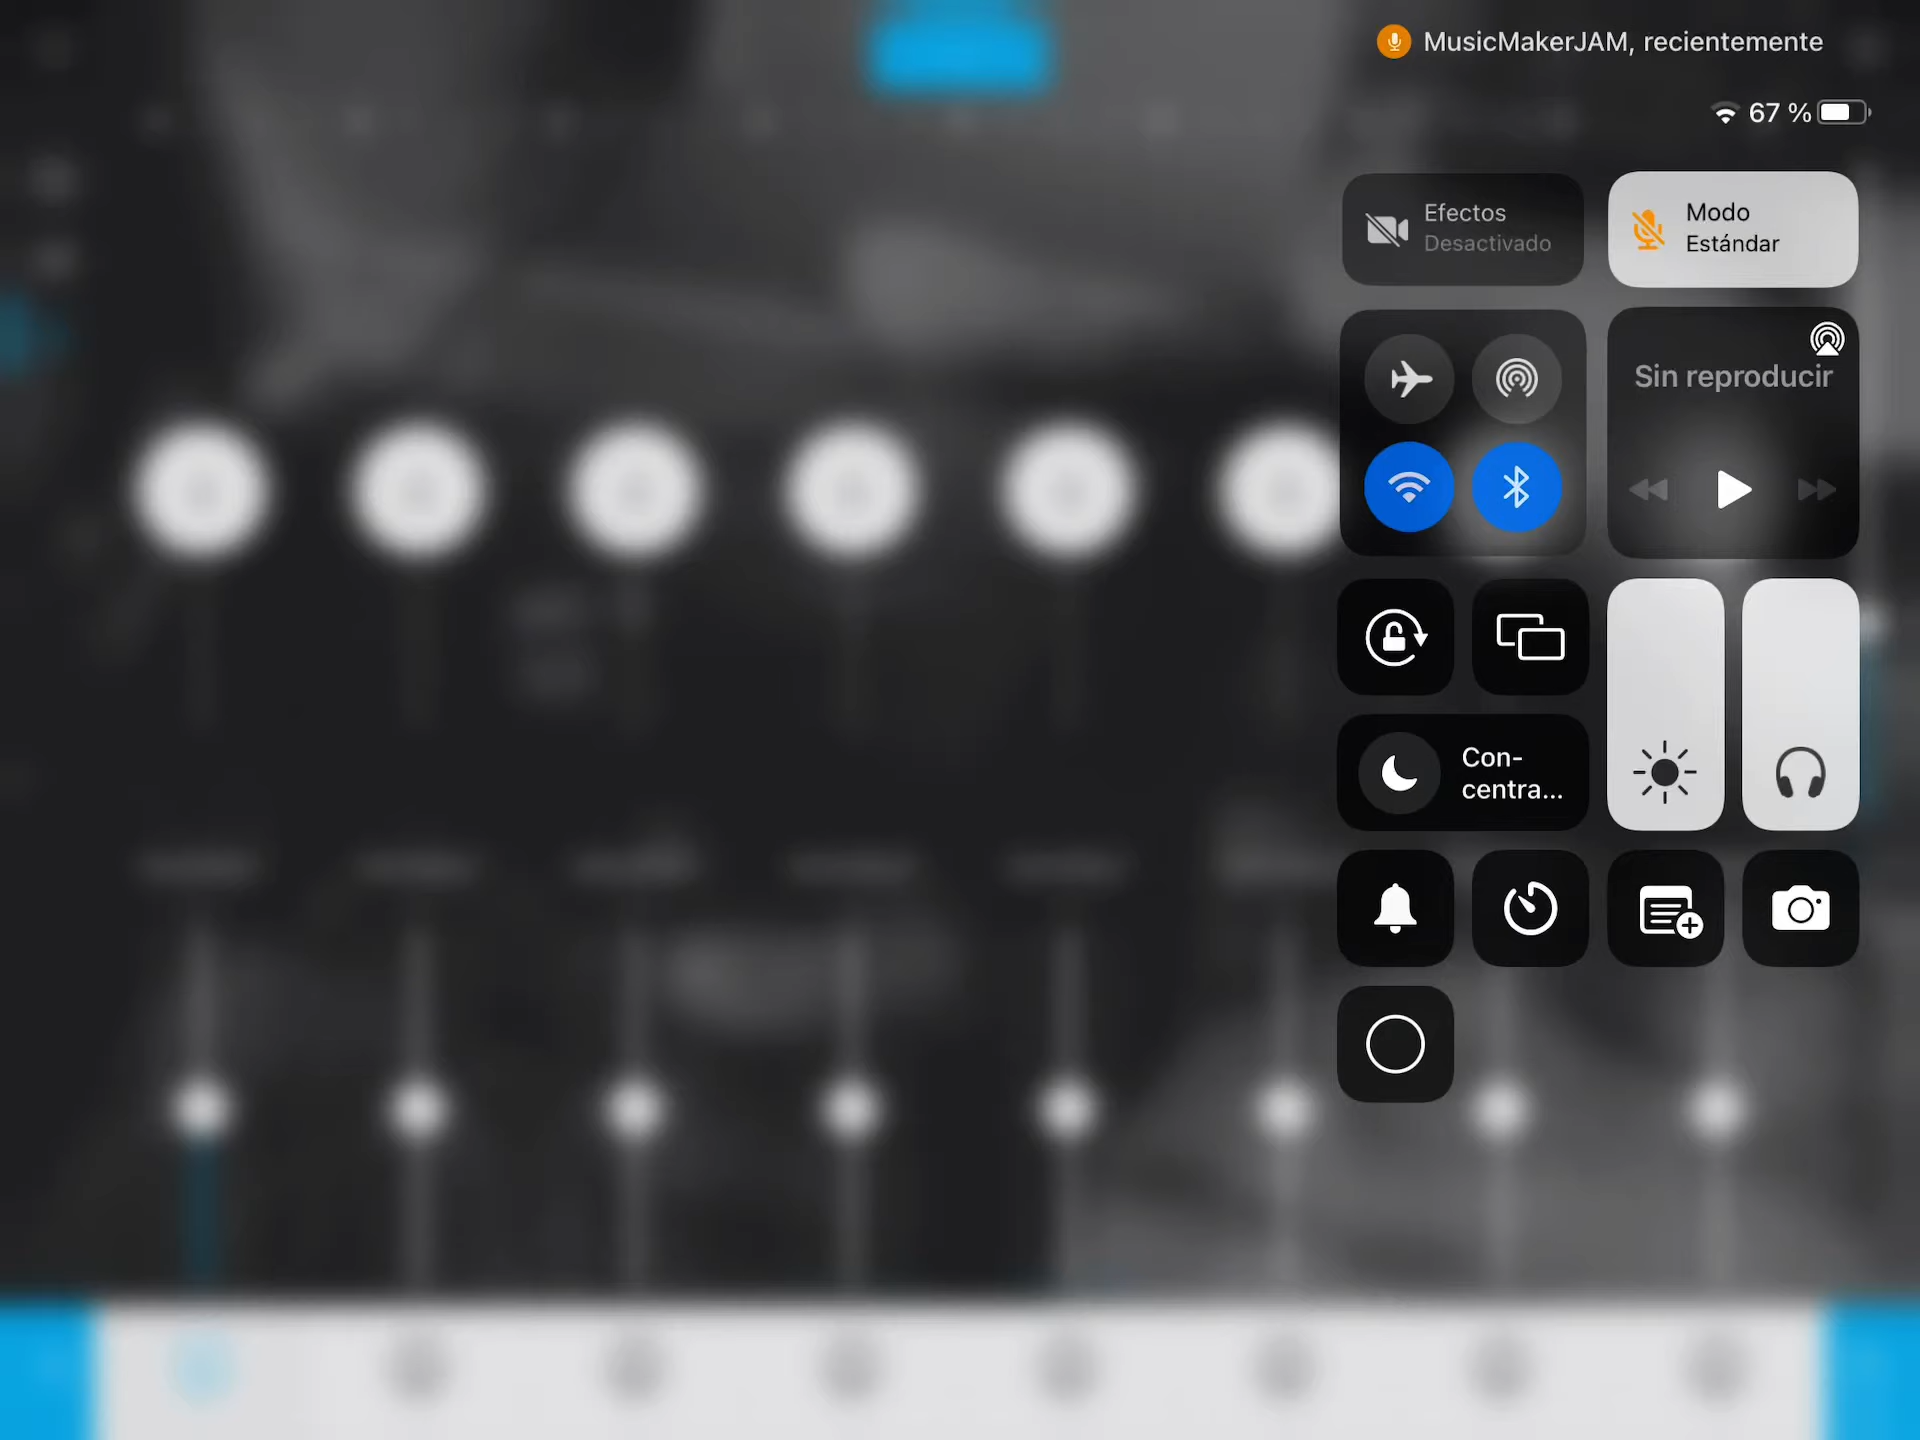 MusicMakerJAM, recientemente
67 %
Efectos
Desactivado
Modo
Estándar
Sin reproducir
Con-
centra...